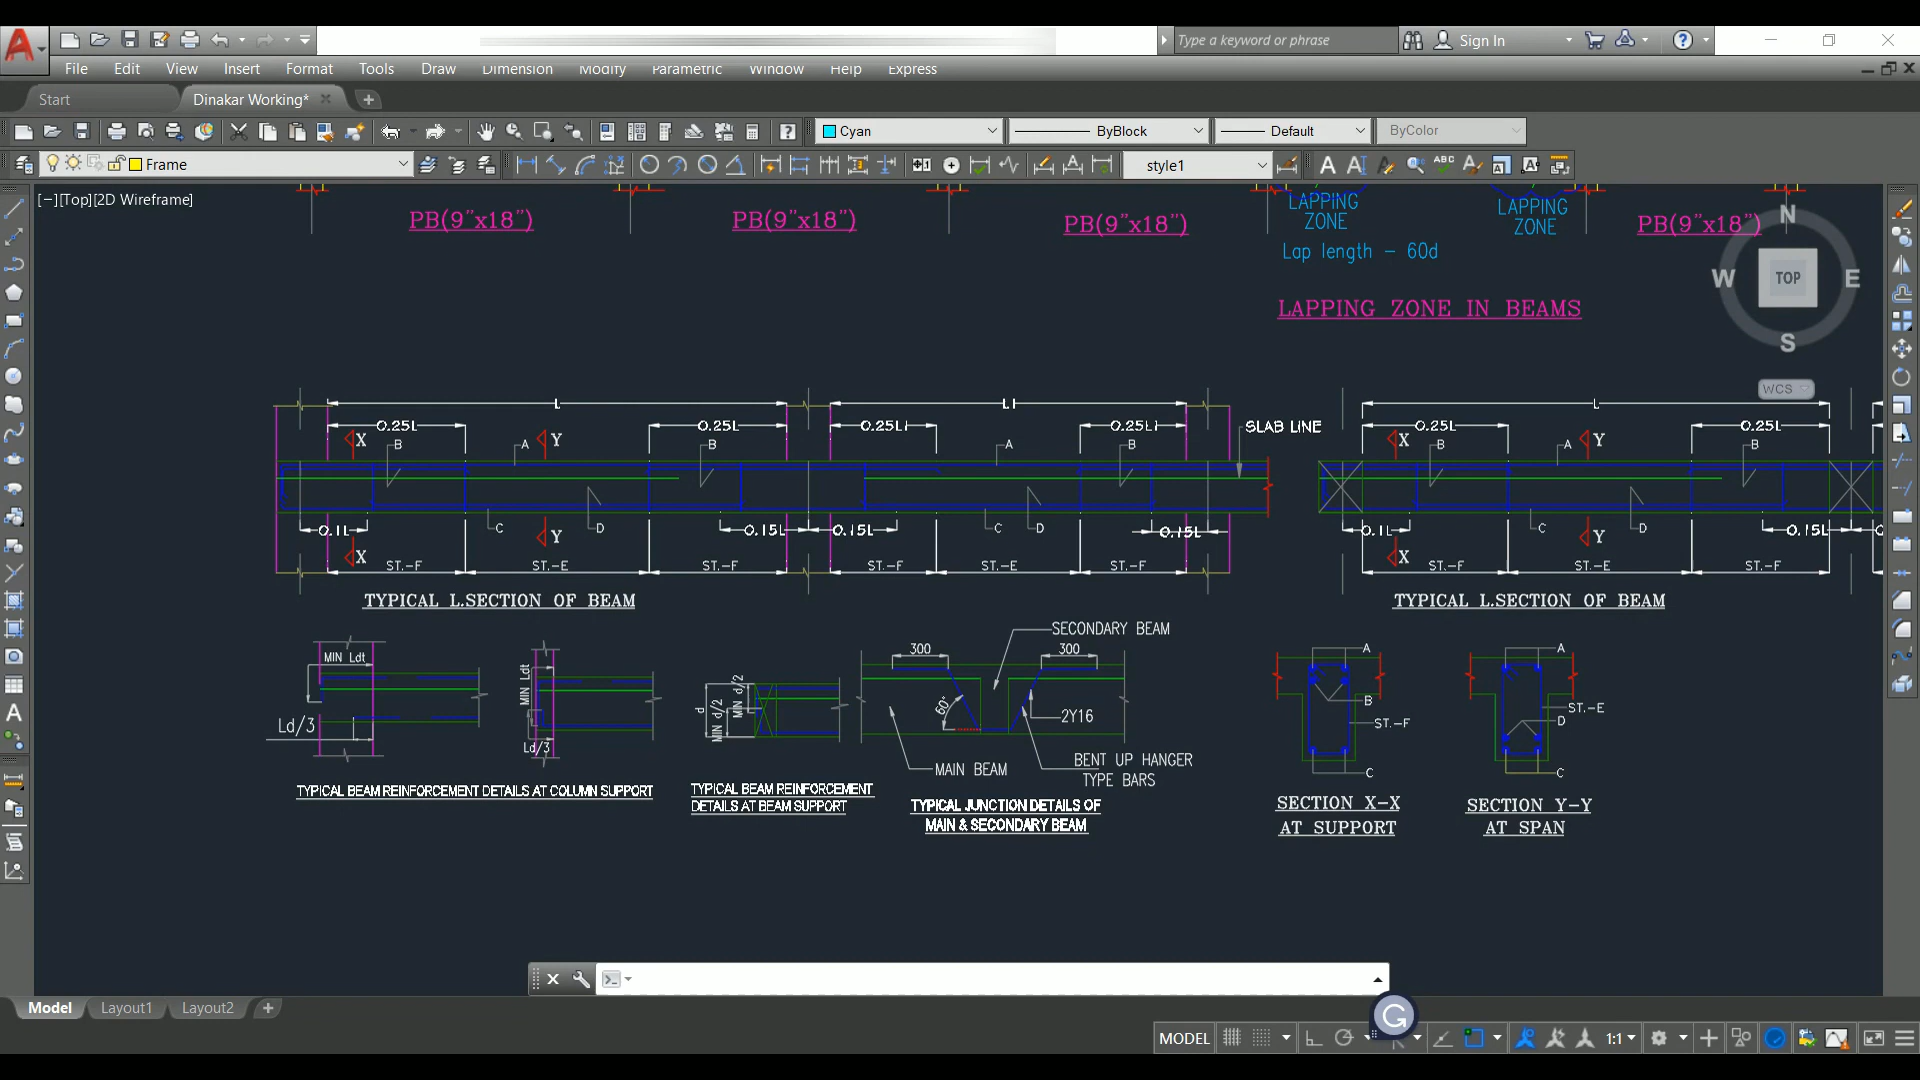 Type a keyword or phrase
Sign In
File Edit View Insert Format Tools Draw Dimension Modify Parametric Window Help Express
Start
Dinakar Working*
Cyan
ByBlock
Default
ByColor
Frame
style1
[−][Top][2D Wireframe]
PB(9"x18")
PB(9"x18")
PB(9"x18")
PB(9"x18")
LAPPING
ZONE
LAPPING
ZONE
Lap length - 60d
LAPPING ZONE IN BEAMS
N
W
TOP
E
S
WCS
L
L1
L
0.25L
0.25L
0.25L1
0.25L1
0.25L
0.25L
SLAB LINE
X
B
A
Y
B
A
B
X
B
A
Y
B
C
D
C
D
C
D
0.1L
0.15L
0.15L
0.15L
0.1L
0.15L
X
Y
X
Y
ST.-F
ST.-E
ST.-F
ST.-F
ST.-E
ST.-F
ST.-F
ST.-E
ST.-F
TYPICAL L.SECTION OF BEAM
TYPICAL L.SECTION OF BEAM
MIN Ldt
Ld/3
MIN Ldt
Ld/3
TYPICAL BEAM REINFORCEMENT DETAILS AT COLUMN SUPPORT
d
MIN d/2
MIN d/2
TYPICAL BEAM REINFORCEMENT
DETAILS AT BEAM SUPPORT
SECONDARY BEAM
300
300
60°
2Y16
MAIN BEAM
BENT UP HANGER
TYPE BARS
TYPICAL JUNCTION DETAILS OF
MAIN & SECONDARY BEAM
A
B
ST.-F
C
SECTION X-X
AT SUPPORT
A
ST.-E
D
C
SECTION Y-Y
AT SPAN
Model
Layout1
Layout2
MODEL
1:1